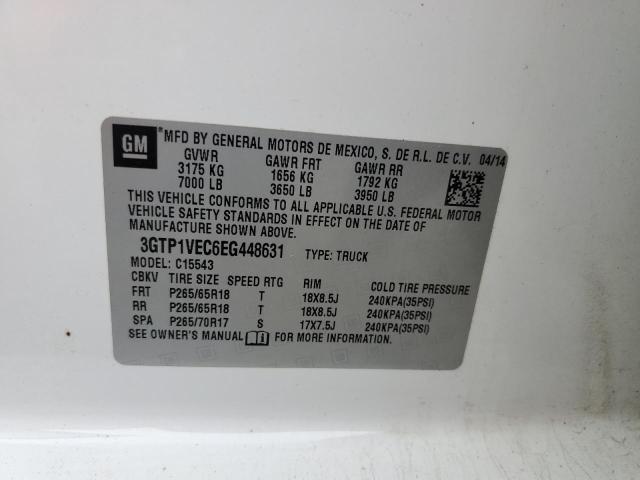 GM ®MFD BY GENERAL MOTORS DE MEXICO, S. DE R.L. DE C.V. 04/14
GVWR GAWR FRT GAWR RR
3175 KG 1656 KG 1792 KG
7000 LB 3650 LB 3950 LB
THIS VEHICLE CONFORMS TO ALL APPLICABLE U.S. FEDERAL MOTOR
VEHICLE SAFETY STANDARDS IN EFFECT ON THE DATE OF
MANUFACTURE SHOWN ABOVE.
3GTP1VEC6EG448631 TYPE: TRUCK
MODEL: C15543
CBKV TIRE SIZE SPEED RTG RIM COLD TIRE PRESSURE
FRT P265/65R18 T 18X8.5J 240KPA(35PSI)
RR P265/65R18 T 18X8.5J 240KPA(35PSI)
SPA P265/70R17 S 17X7.5J 240KPA(35PSI)
SEE OWNER'S MANUAL FOR MORE INFORMATION.